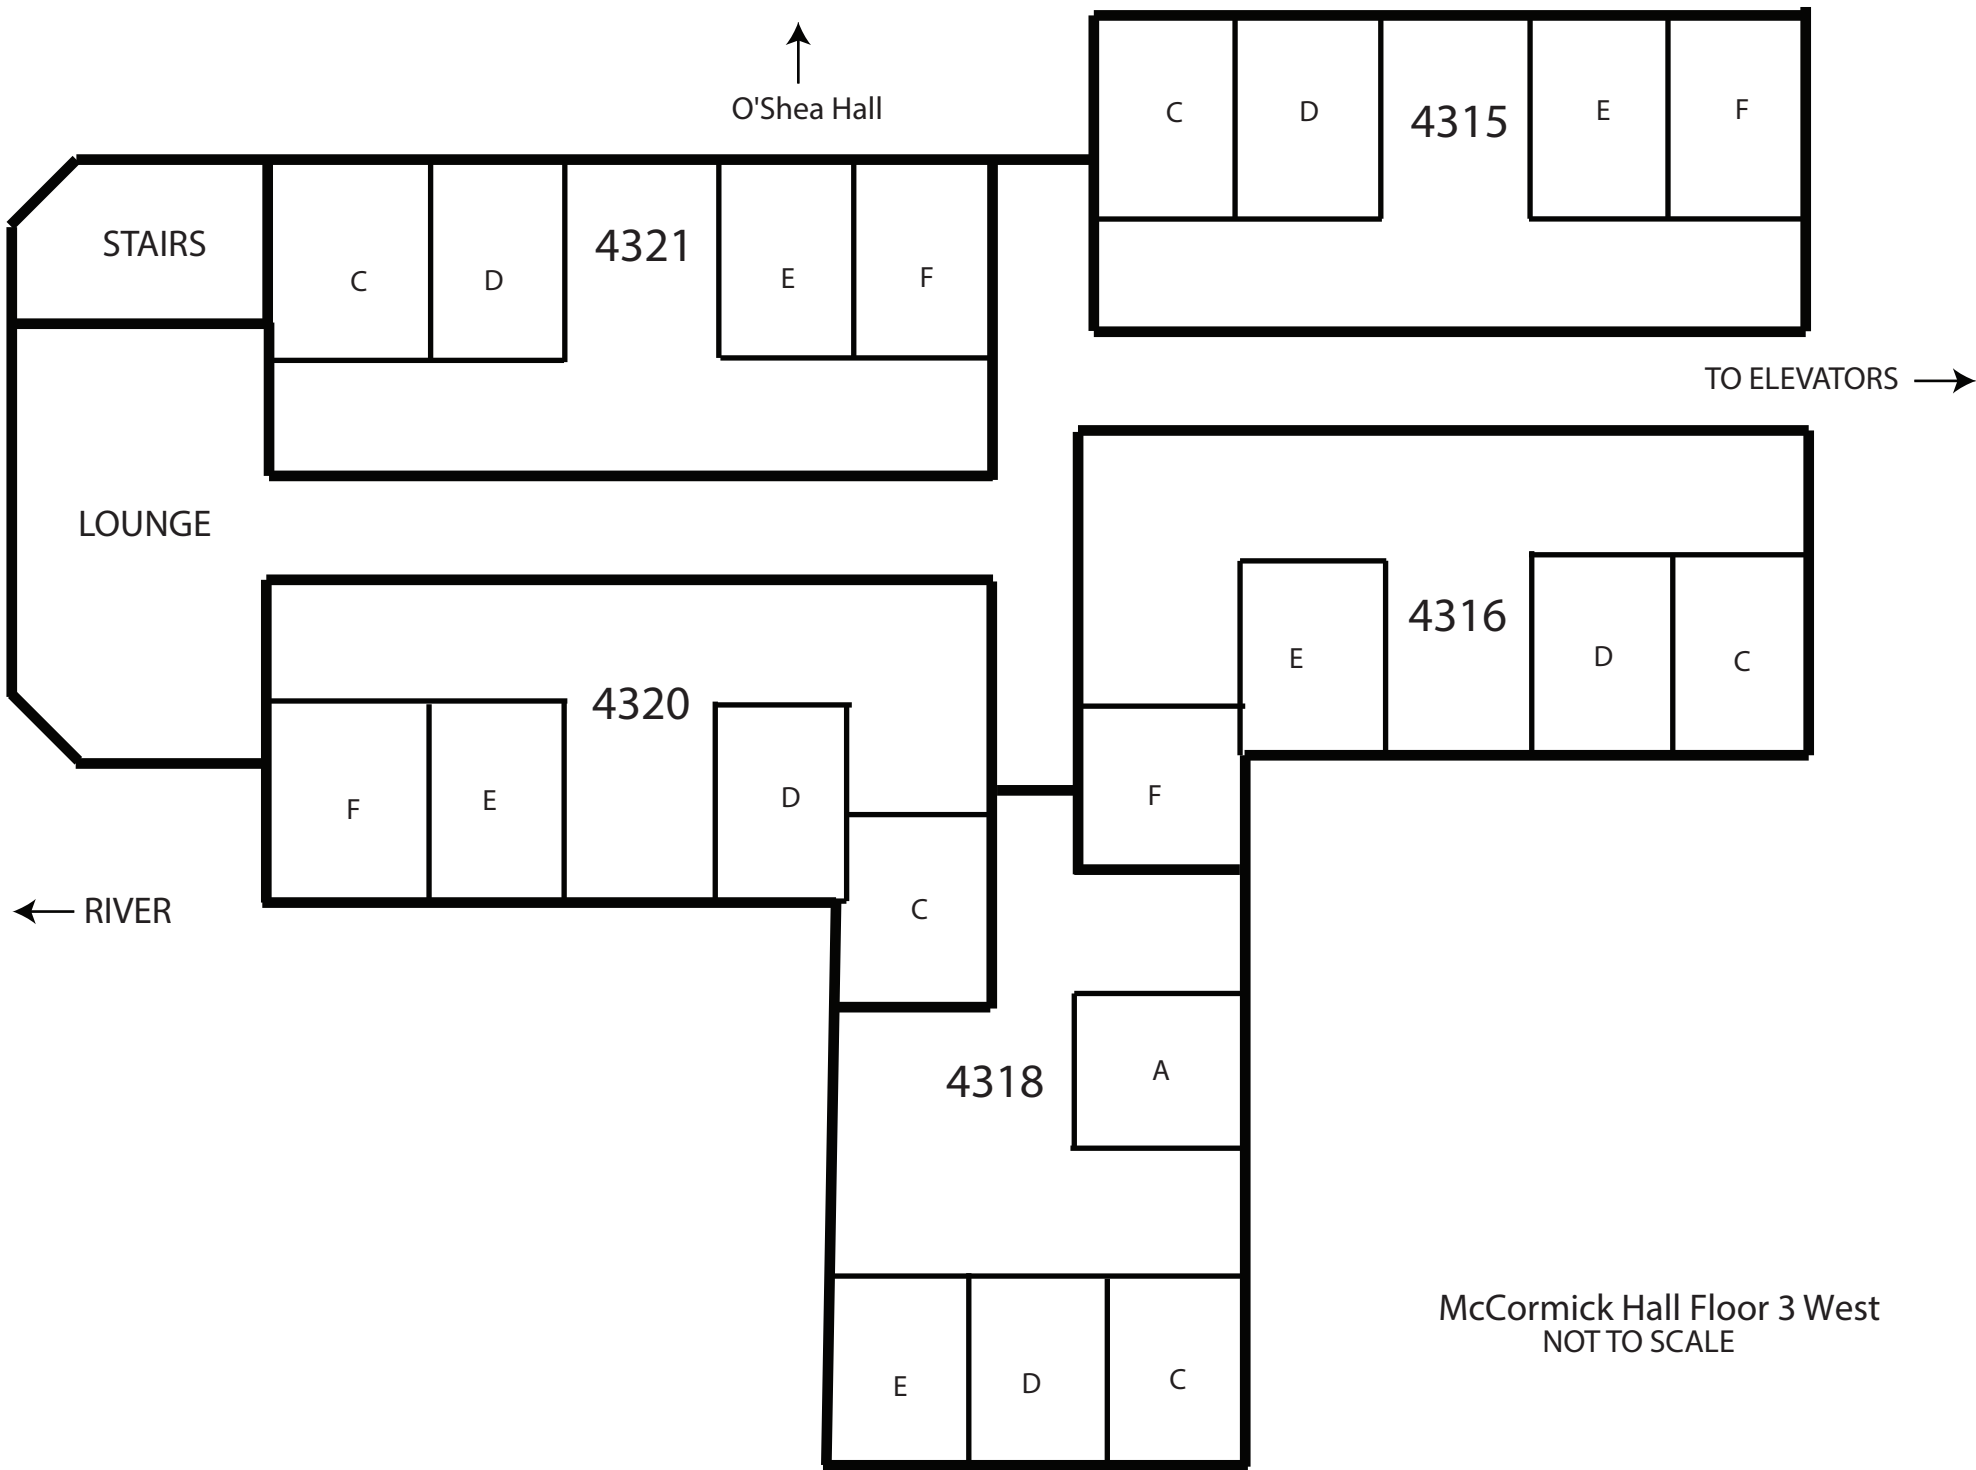 O'Shea Hall
C
D
4315
E
F
STAIRS
C
D
4321
E
F
TO ELEVATORS
LOUNGE
E
4316
D
C
F
4320
F
E
D
C
RIVER
4318
A
E
D
C
McCormick Hall Floor 3 West
NOT TO SCALE